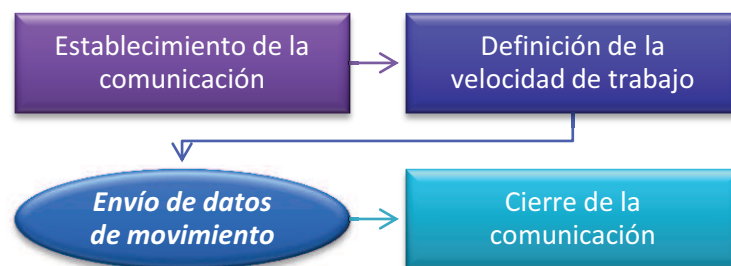 Establecimiento de la
comunicación
Definición de la
velocidad de trabajo
Envío de datos
de movimiento
Cierre de la
comunicación